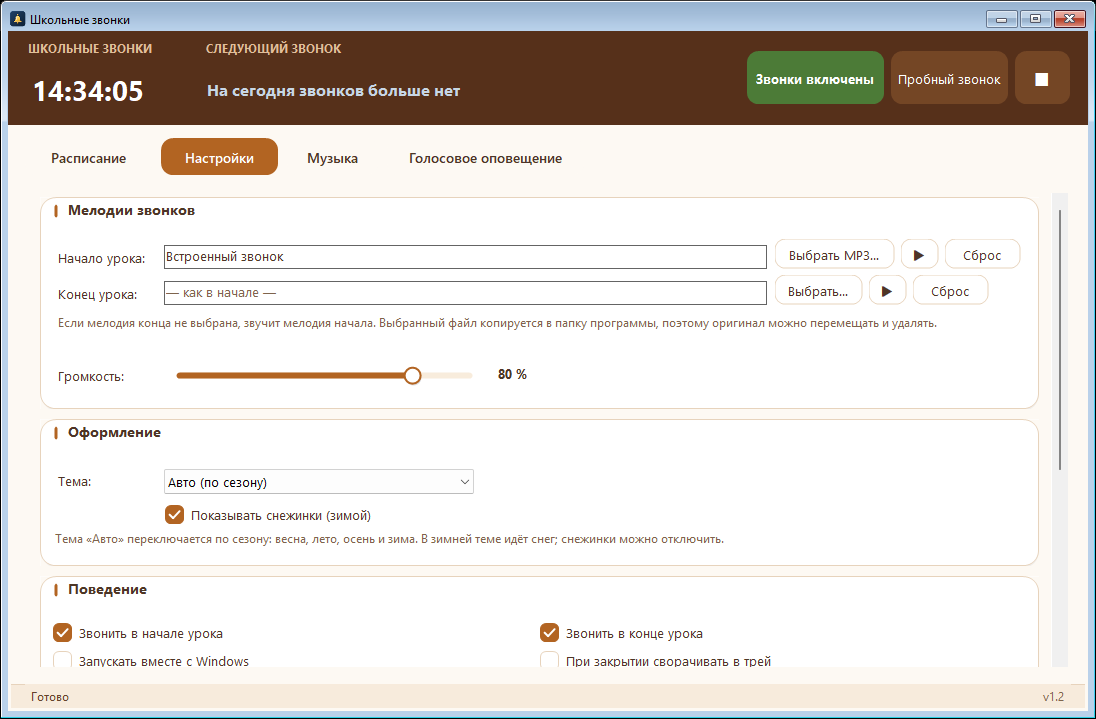 Школьные звонки
ШКОЛЬНЫЕ ЗВОНКИ
СЛЕДУЮЩИЙ ЗВОНОК
14:34:05
На сегодня звонков больше нет
Звонки включены
Пробный звонок
Расписание
Настройки
Музыка
Голосовое оповещение
Мелодии звонков
Начало урока:
Встроенный звонок
Выбрать MP3...
Сброс
Конец урока:
— как в начале —
Выбрать...
Сброс
Если мелодия конца не выбрана, звучит мелодия начала. Выбранный файл копируется в папку программы, поэтому оригинал можно перемещать и удалять.
Громкость:
80 %
Оформление
Тема:
Авто (по сезону)
Показывать снежинки (зимой)
Тема «Авто» переключается по сезону: весна, лето, осень и зима. В зимней теме идёт снег; снежинки можно отключить.
Поведение
Звонить в начале урока
Звонить в конце урока
Запускать вместе с Windows
При закрытии сворачивать в трей
Готово
v1.2